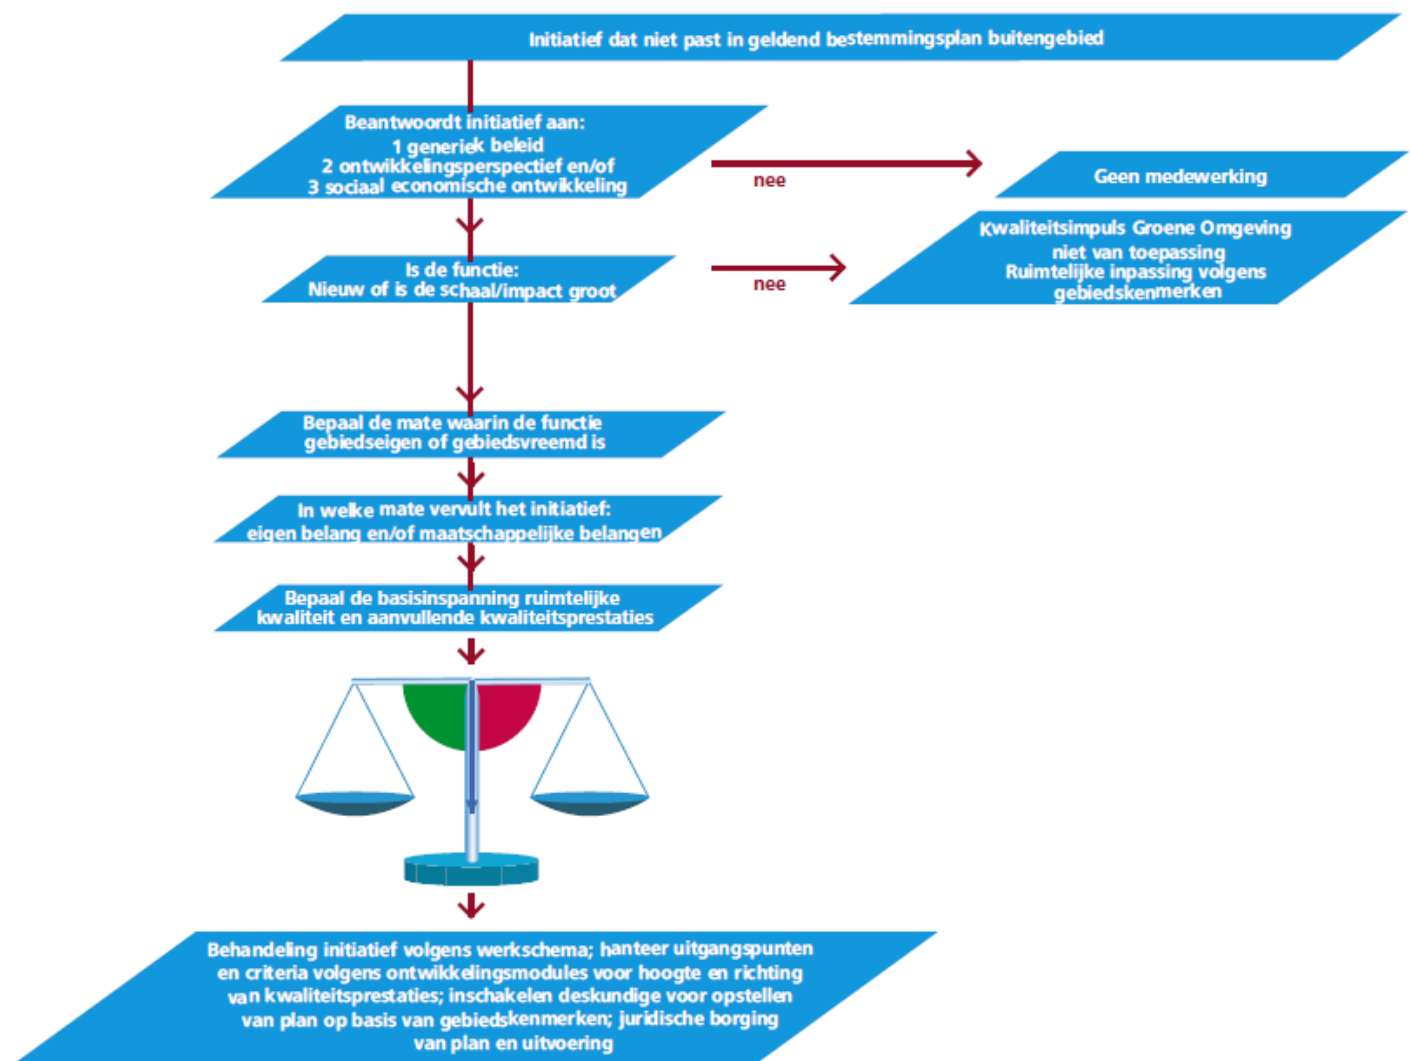 Initiatief dat niet past in geldend bestemmingsplan buitengebied
Beantwoordt initiatief aan:
1 generiek beleid
2 ontwikkelingsperspectief en/of
3 sociaal economische ontwikkeling
nee
Geen medewerking
Is de functie:
Nieuw of is de schaal/impact groot
nee
Kwaliteitsimpuls Groene Omgeving
niet van toepassing
Ruimtelijke inpassing volgens
gebiedskenmerken
Bepaal de mate waarin de functie
gebiedseigen of gebiedsvreemd is
In welke mate vervult het initiatief:
eigen belang en/of maatschappelijke belangen
Bepaal de basisinspanning ruimtelijke
kwaliteit en aanvullende kwaliteitsprestaties
Behandeling initiatief volgens werkschema; hanteer uitgangspunten
en criteria volgens ontwikkelingsmodules voor hoogte en richting
van kwaliteitsprestaties; inschakelen deskundige voor opstellen
van plan op basis van gebiedskenmerken; juridische borging
van plan en uitvoering